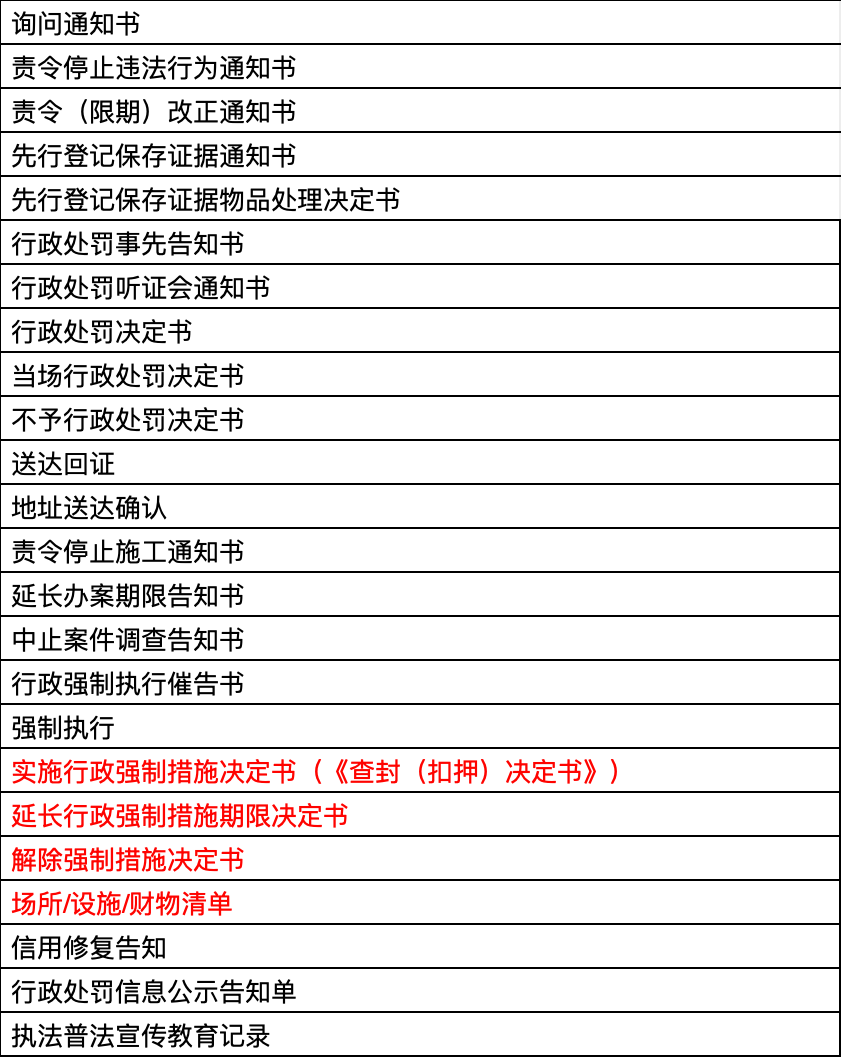 询问通知书
责令停止违法行为通知书
责令（限期）改正通知书
先行登记保存证据通知书
先行登记保存证据物品处理决定书
行政处罚事先告知书
行政处罚听证会通知书
行政处罚决定书
当场行政处罚决定书
不予行政处罚决定书
送达回证
地址送达确认
责令停止施工通知书
延长办案期限告知书
中止案件调查告知书
行政强制执行催告书
强制执行
实施行政强制措施决定书（《查封（扣押）决定书》）
延长行政强制措施期限决定书
解除强制措施决定书
场所/设施/财物清单
信用修复告知
行政处罚信息公示告知单
执法普法宣传教育记录